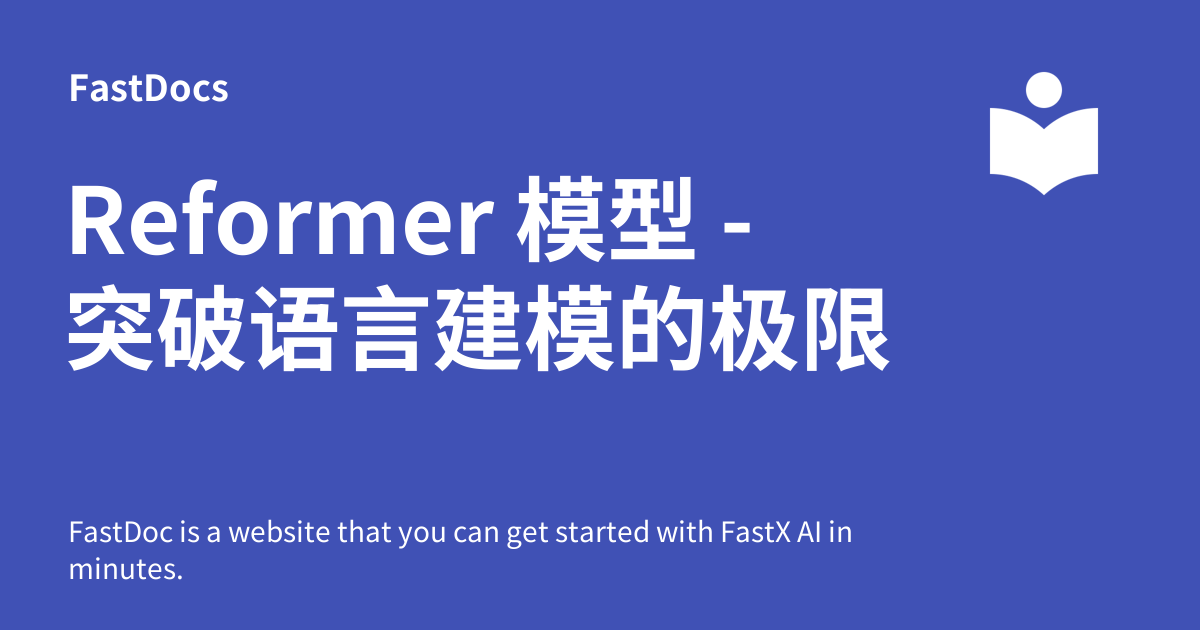 FastDocs
Reformer 模型 -
突破语言建模的极限
FastDoc is a website that you can get started with FastX AI in
minutes.